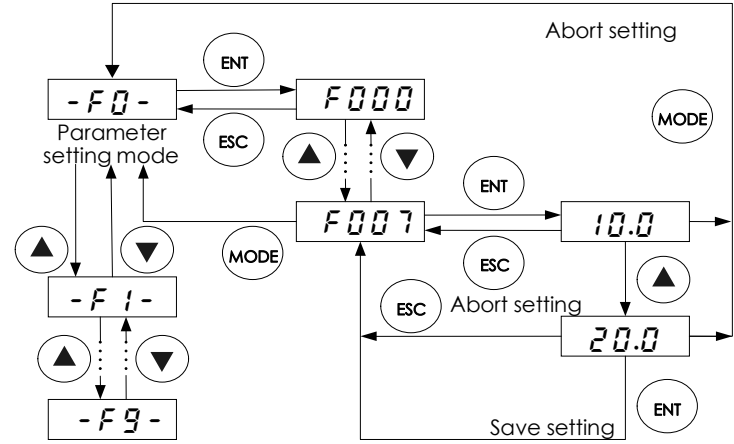 Abort setting
ENT
-F0-
F000
MODE
Parameter
setting mode
ESC
ENT
F007
10.0
MODE
ESC
-F1-
ESC
Abort setting
20.0
-F9-
ENT
Save setting